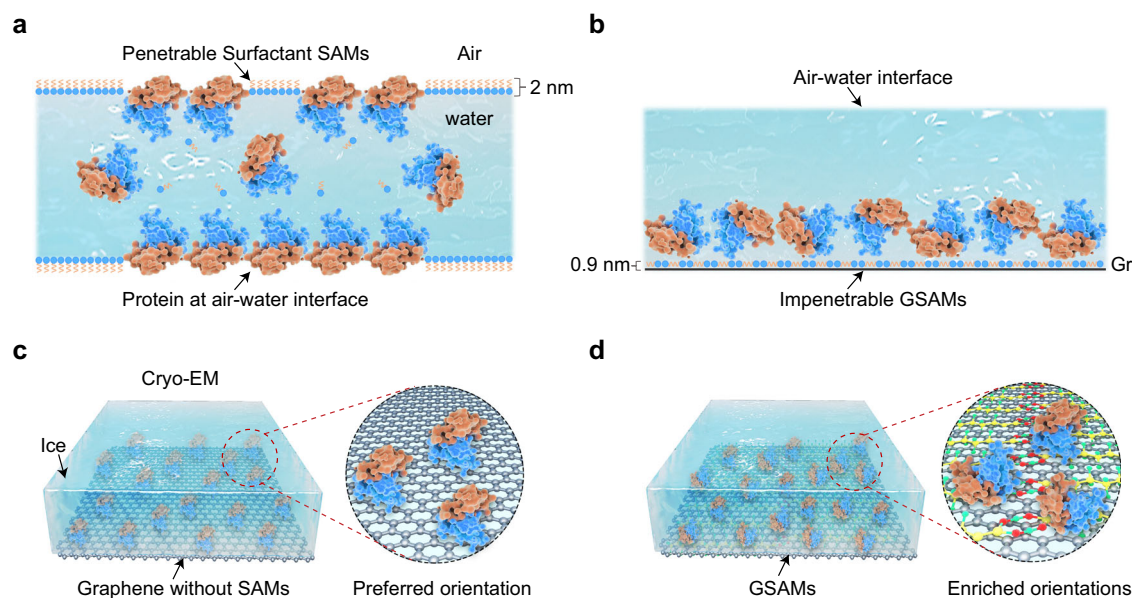 a
Penetrable Surfactant SAMs
Air
2 nm
water
Protein at air-water interface
b
Air-water interface
0.9 nm
Gr
Impenetrable GSAMs
c
Cryo-EM
Ice
Graphene without SAMs
Preferred orientation
d
GSAMs
Enriched orientations